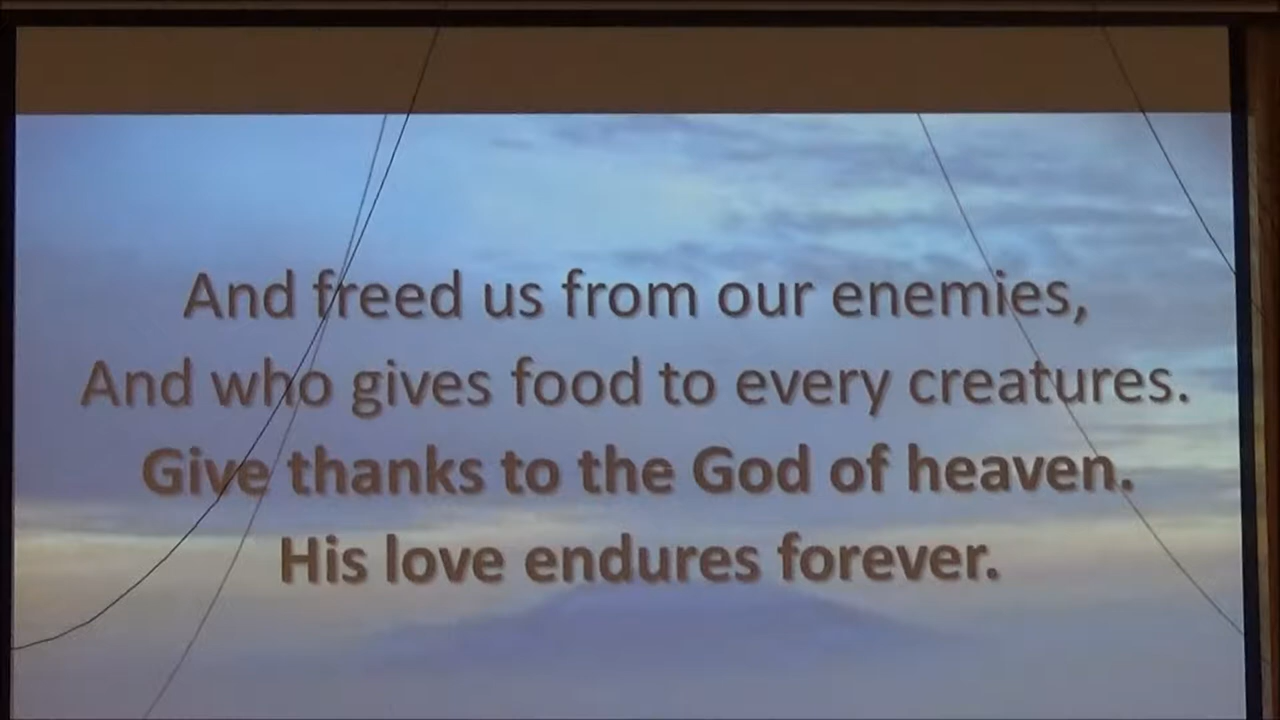 And freed us from our enemies,
And who gives food to every creatures.
Give thanks to the God of heaven.
His love endures forever.